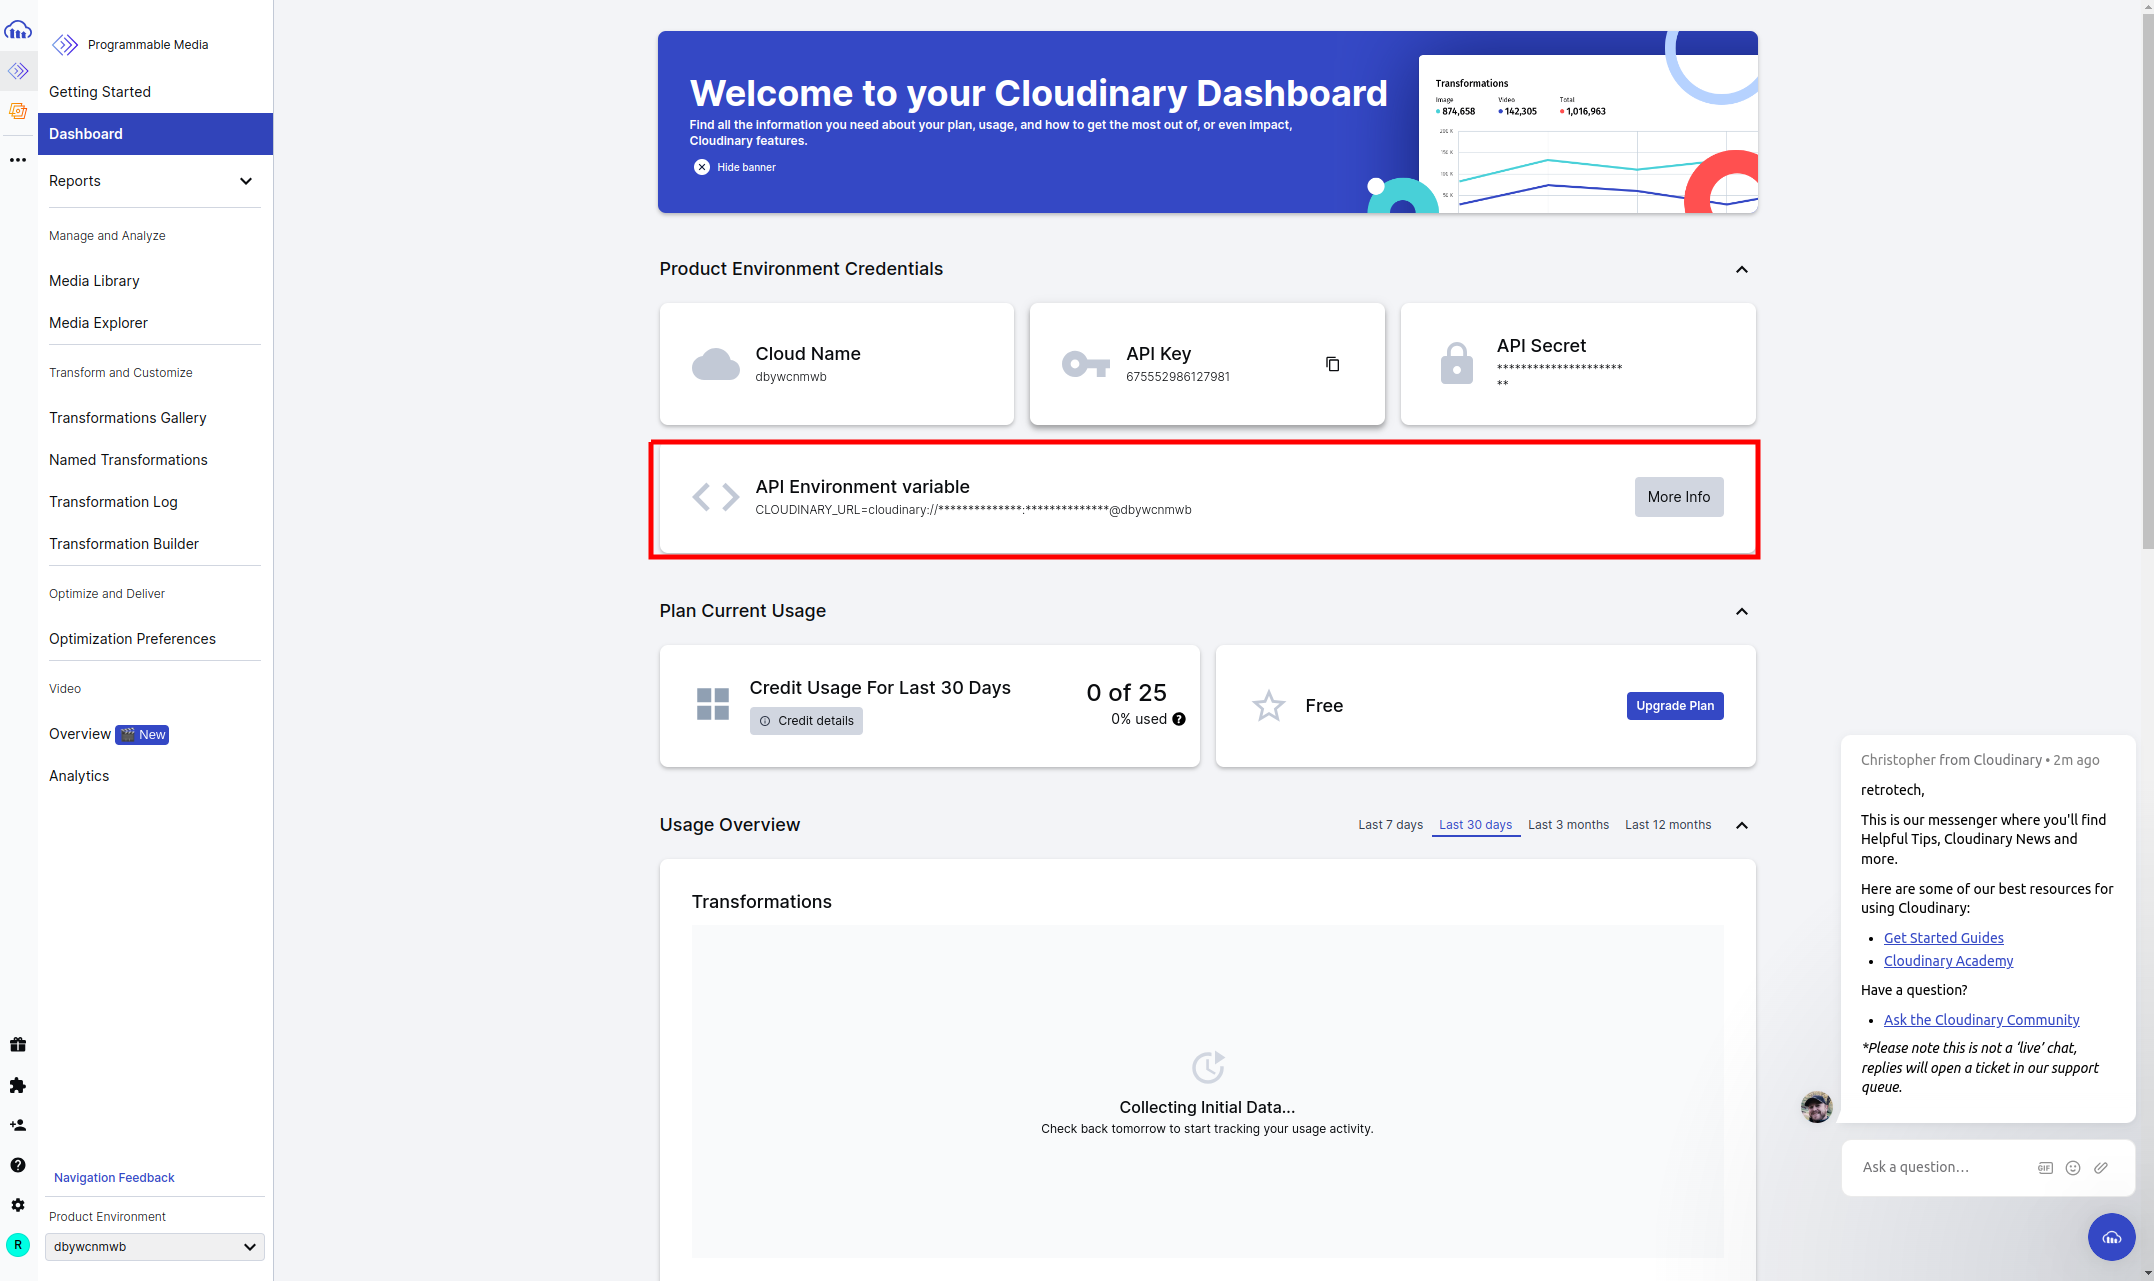 Programmable Media
Getting Started
Dashboard
Reports
Manage and Analyze
Media Library
Media Explorer
Transform and Customize
Transformations Gallery
Named Transformations
Transformation Log
Transformation Builder
Optimize and Deliver
Optimization Preferences
Video
Overview New
Analytics
Navigation Feedback
Product Environment
dbywcnmwb
R
Welcome to your Cloudinary Dashboard
Find all the information you need about your plan, usage, and how to get the most out of, or even impact,
Cloudinary features.
Hide banner
Transformations
Image Video Total
874,658 142,305 1,016,963
200 K
150 K
100 K
50 K
Product Environment Credentials
Cloud Name
dbywcnmwb
API Key
675552986127981
API Secret
*********************
**
API Environment variable
CLOUDINARY_URL=cloudinary://**************:**************@dbywcnmwb
More Info
Plan Current Usage
Credit Usage For Last 30 Days
Credit details
0 of 25
0% used
Free
Upgrade Plan
Usage Overview
Last 7 days Last 30 days Last 3 months Last 12 months
Transformations
Collecting Initial Data...
Check back tomorrow to start tracking your usage activity.
Christopher from Cloudinary • 2m ago
retrotech,
This is our messenger where you'll find
Helpful Tips, Cloudinary News and
more.
Here are some of our best resources for
using Cloudinary:
• Get Started Guides
• Cloudinary Academy
Have a question?
• Ask the Cloudinary Community
*Please note this is not a ‘live’ chat,
replies will open a ticket in our support
queue.
Ask a question…
GIF